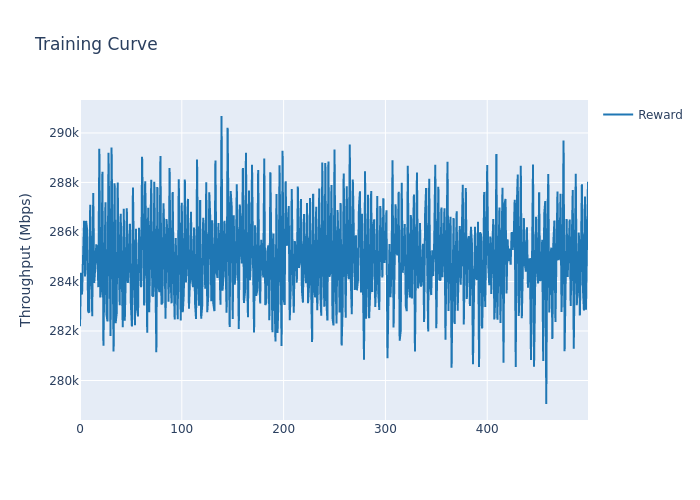 Training Curve
Throughput (Mbps)
290k
288k
286k
284k
282k
280k
0
100
200
300
400
Reward